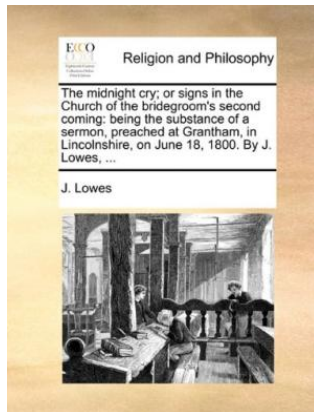 ECCO
Religion and Philosophy
The midnight cry; or signs in the
Church of the bridegroom's second
coming: being the substance of a
sermon, preached at Grantham, in
Lincolnshire, on June 18, 1800. By J.
Lowes, ...
J. Lowes